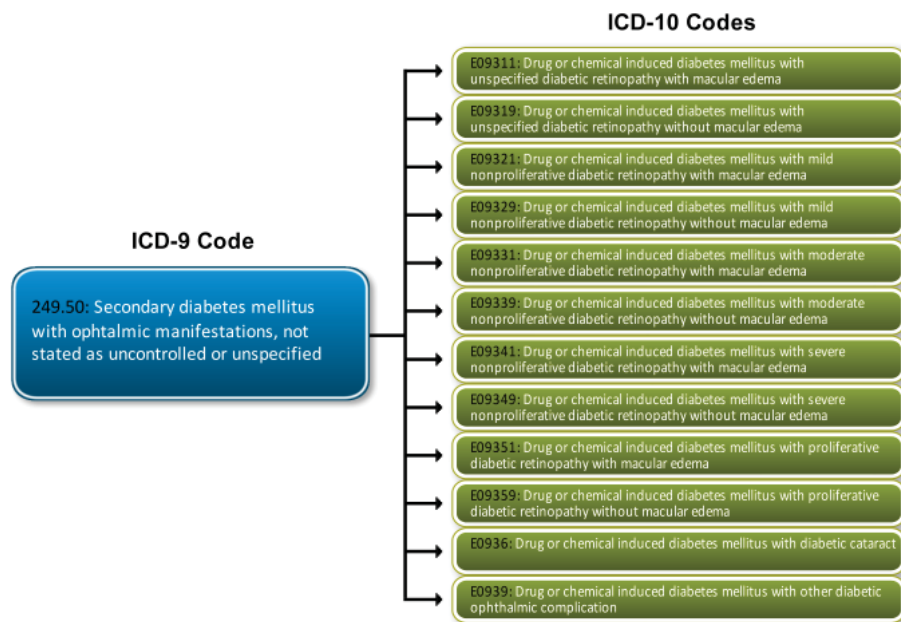 ICD-10 Codes
E09311: Drug or chemical induced diabetes mellitus with
unspecified diabetic retinopathy with macular edema
E09319: Drug or chemical induced diabetes mellitus with
unspecified diabetic retinopathy without macular edema
E09321: Drug or chemical induced diabetes mellitus with mild
nonproliferative diabetic retinopathy with macular edema
E09329: Drug or chemical induced diabetes mellitus with mild
nonproliferative diabetic retinopathy without macular edema
ICD-9 Code
249.50: Secondary diabetes mellitus
with ophtalmic manifestations, not
stated as uncontrolled or unspecified
E09331: Drug or chemical induced diabetes mellitus with moderate
nonproliferative diabetic retinopathy with macular edema
E09339: Drug or chemical induced diabetes mellitus with moderate
nonproliferative diabetic retinopathy without macular edema
E09341: Drug or chemical induced diabetes mellitus with severe
nonproliferative diabetic retinopathy with macular edema
E09349: Drug or chemical induced diabetes mellitus with severe
nonproliferative diabetic retinopathy without macular edema
E09351: Drug or chemical induced diabetes mellitus with proliferative
diabetic retinopathy with macular edema
E09359: Drug or chemical induced diabetes mellitus with proliferative
diabetic retinopathy without macular edema
E0936: Drug or chemical induced diabetes mellitus with diabetic cataract
E0939: Drug or chemical induced diabetes mellitus with other diabetic
ophthalmic complication